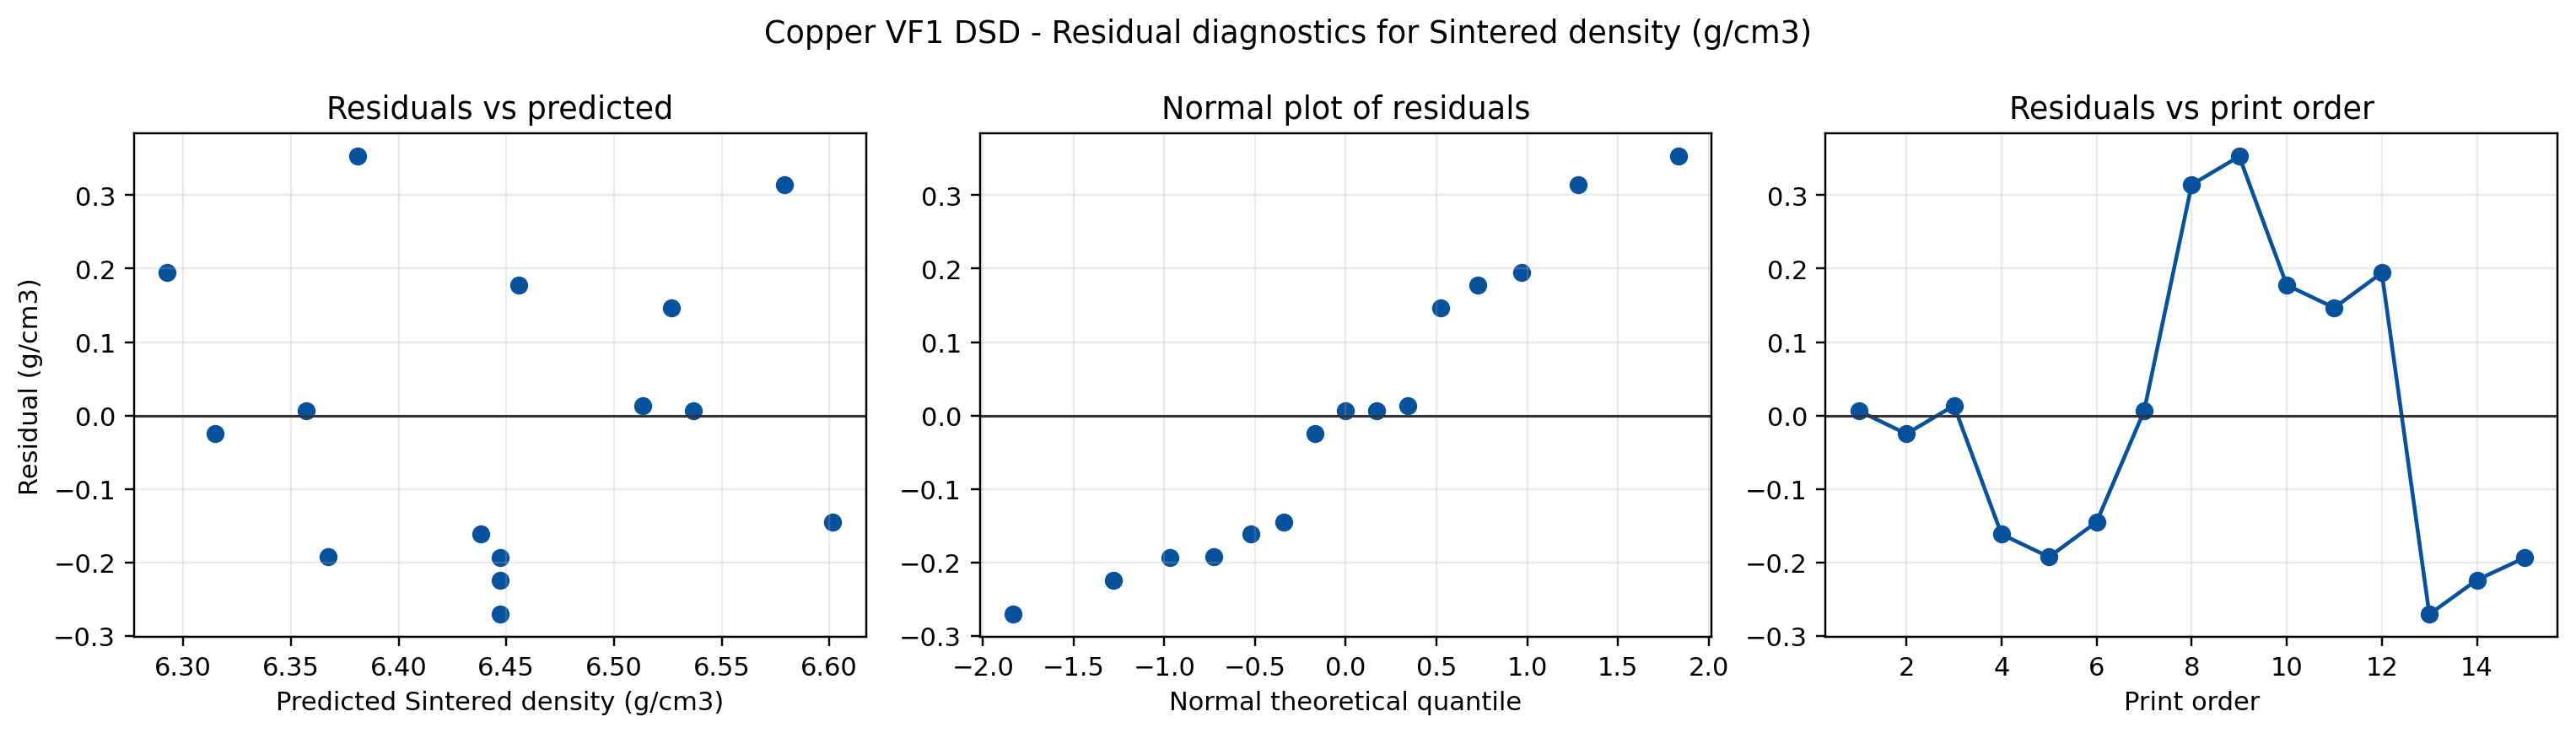 Copper VF1 DSD - Residual diagnostics for Sintered density (g/cm3)
Residuals vs predicted
Residual (g/cm3)
0.3
0.2
0.1
0.0
−0.1
−0.2
−0.3
6.30 6.35 6.40 6.45 6.50 6.55 6.60
Predicted Sintered density (g/cm3)
Normal plot of residuals
0.3
0.2
0.1
0.0
−0.1
−0.2
−0.3
−2.0 −1.5 −1.0 −0.5 0.0 0.5 1.0 1.5 2.0
Normal theoretical quantile
Residuals vs print order
0.3
0.2
0.1
0.0
−0.1
−0.2
−0.3
2 4 6 8 10 12 14
Print order